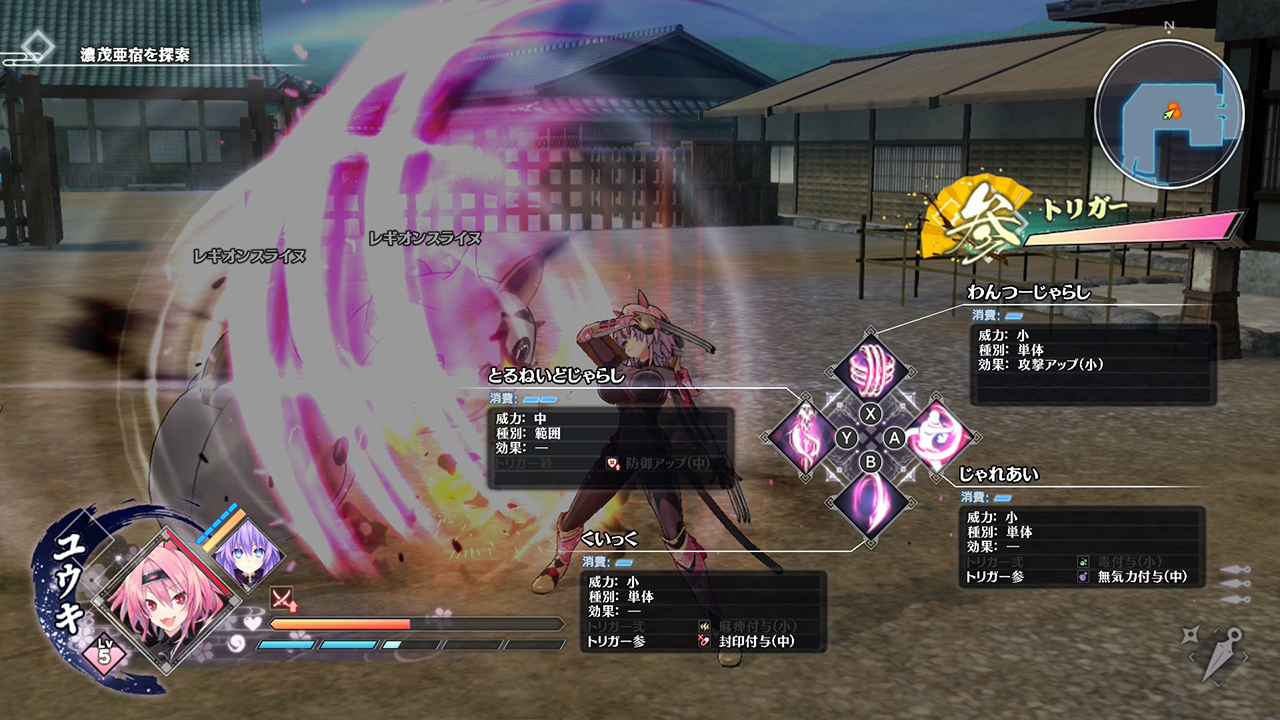 濃茂亜宿を探索
N
参 トリガー
レギオンスライヌ
レギオンスライヌ
わんつーじゃらし
消費:
威力: 小
種別: 単体
効果: 攻撃アップ(小)
とるねいどじゃらし
消費:
威力: 中
種別: 範囲
効果: ―
トリガー終 防御アップ(中)
X
Y
A
B
じゃれあい
消費:
威力: 小
種別: 単体
効果: ―
トリガー弐 毒付与(小)
トリガー参 無気力付与(中)
くいっく
消費:
威力: 小
種別: 単体
効果: ―
トリガー弐 麻痺付与(小)
トリガー参 封印付与(中)
ユウキ
LV
5